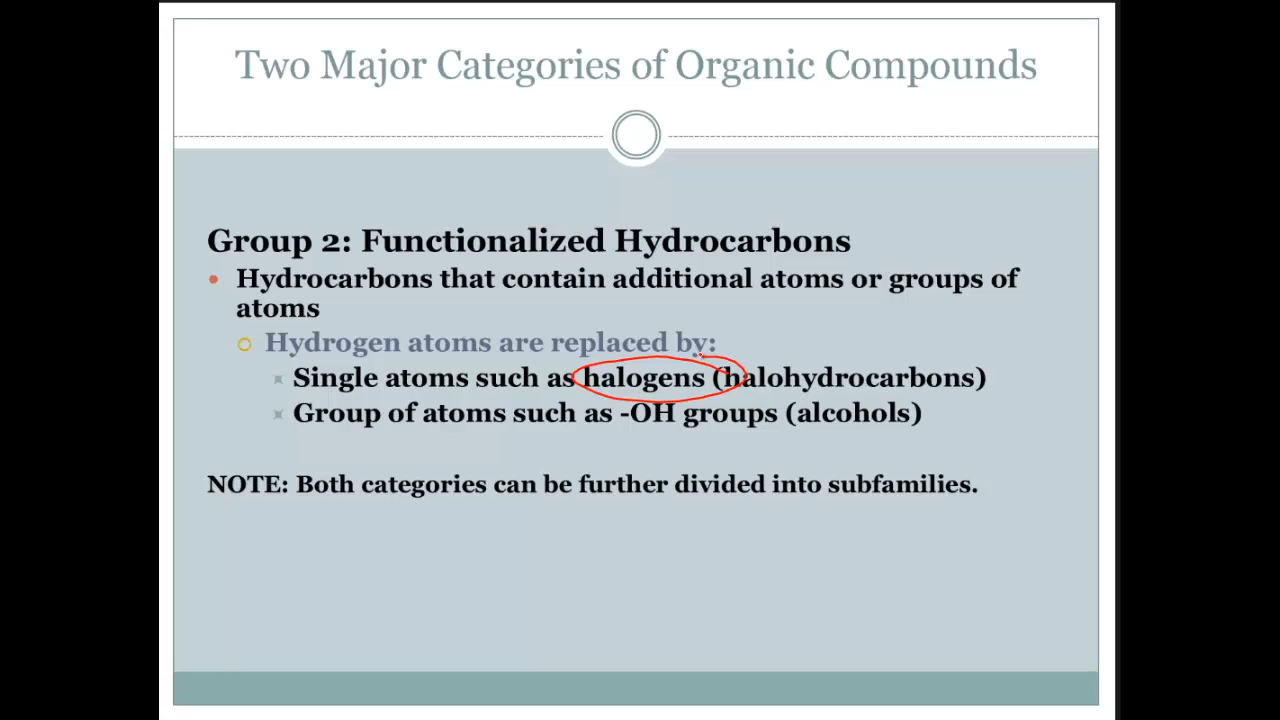 Two Major Categories of Organic Compounds
Group 2: Functionalized Hydrocarbons
Hydrocarbons that contain additional atoms or groups of
atoms
Hydrogen atoms are replaced by:
Single atoms such as halogens (halohydrocarbons)
Group of atoms such as -OH groups (alcohols)
NOTE: Both categories can be further divided into subfamilies.